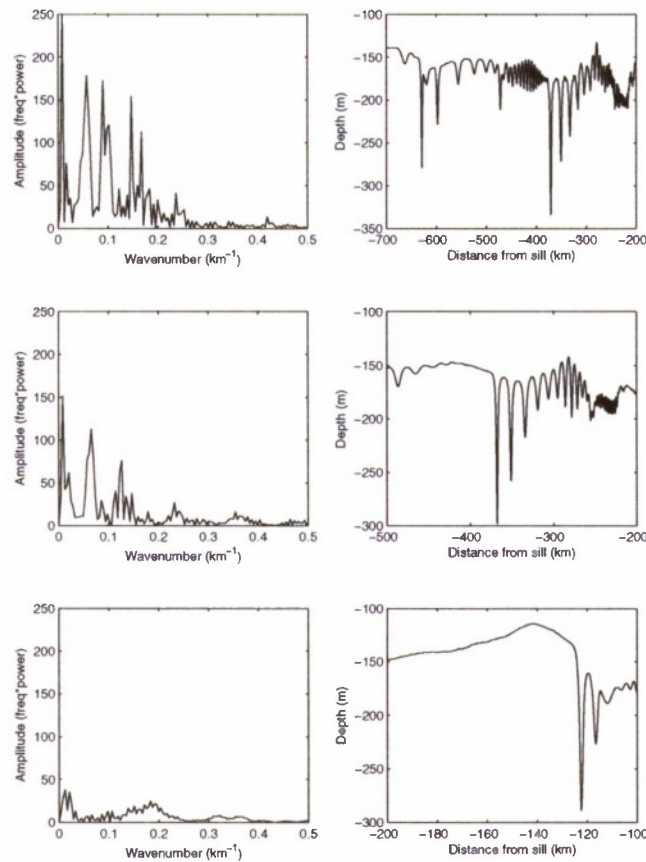 250
200
150
100
50
0
Amplitude (freq*power)
0 0.1 0.2 0.3 0.4 0.5
Wavenumber (km⁻¹)
−100
−150
−200
−250
−300
−350
Depth (m)
−700 −600 −500 −400 −300 −200
Distance from sill (km)
250
200
150
100
50
0
Amplitude (freq*power)
0 0.1 0.2 0.3 0.4 0.5
Wavenumber (km⁻¹)
−100
−150
−200
−250
−300
Depth (m)
−500 −400 −300 −200
Distance from sill (km)
250
200
150
100
50
0
Amplitude (freq*power)
0 0.1 0.2 0.3 0.4 0.5
Wavenumber (km⁻¹)
−100
−150
−200
−250
−300
Depth (m)
−200 −180 −160 −140 −120 −100
Distance from sill (km)